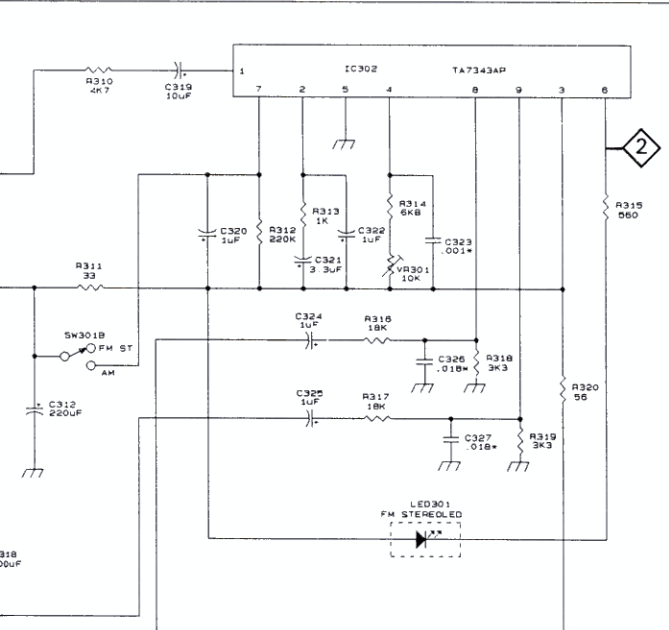 IC302 TA7343AP
1
R310
4K7
C319
10uF
7 2 5 4 8 9 3 6
2
R313
1K
R314
6K8
R315
560
C320
1uF
R312
220K
C322
1uF
C323
.001*
C321
3.3uF
VR301
10K
R311
33
C324
1uF
R316
18K
SW301B
FM ST
AM
C326
.018*
R318
3K3
C325
1uF
R317
18K
R320
56
C312
220uF
C327
.018*
R319
3K3
LED301
FM STEREOLED
318
00uF